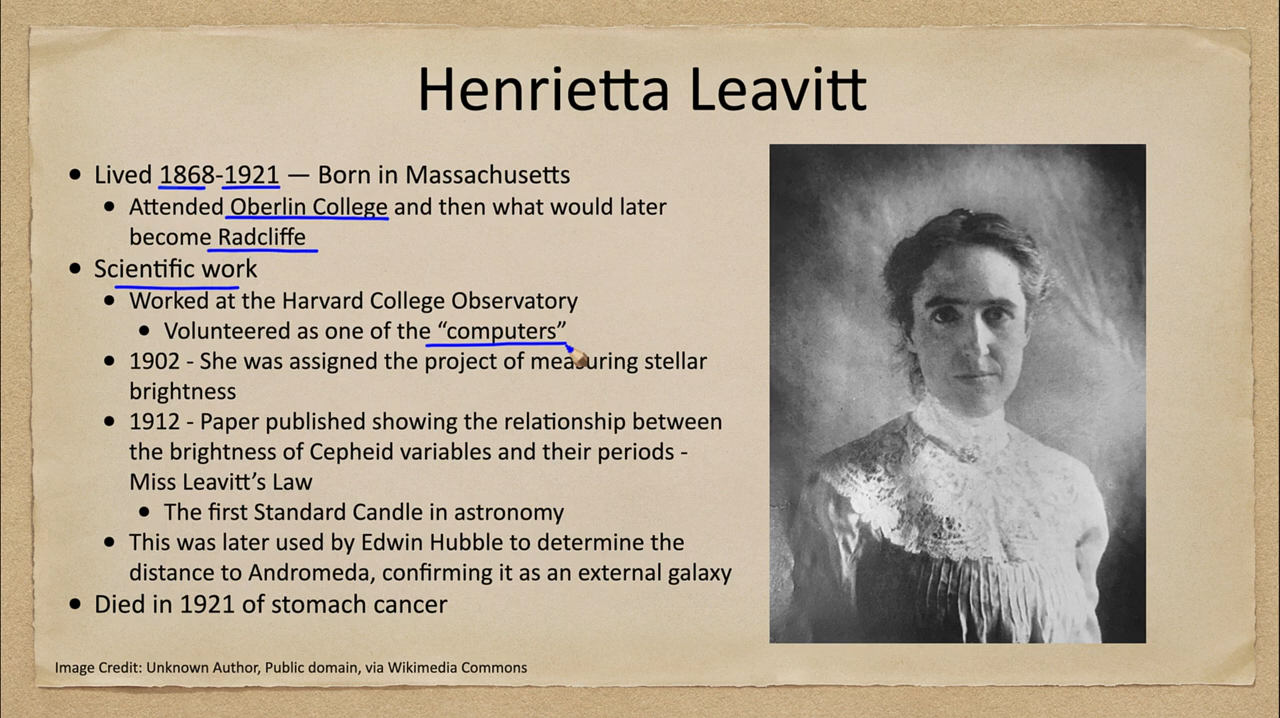 Henrietta Leavitt
• Lived 1868-1921 — Born in Massachusetts
• Attended Oberlin College and then what would later
become Radcliffe
• Scientific work
• Worked at the Harvard College Observatory
• Volunteered as one of the “computers”
• 1902 - She was assigned the project of measuring stellar
brightness
• 1912 - Paper published showing the relationship between
the brightness of Cepheid variables and their periods -
Miss Leavitt’s Law
• The first Standard Candle in astronomy
• This was later used by Edwin Hubble to determine the
distance to Andromeda, confirming it as an external galaxy
• Died in 1921 of stomach cancer
Image Credit: Unknown Author, Public domain, via Wikimedia Commons